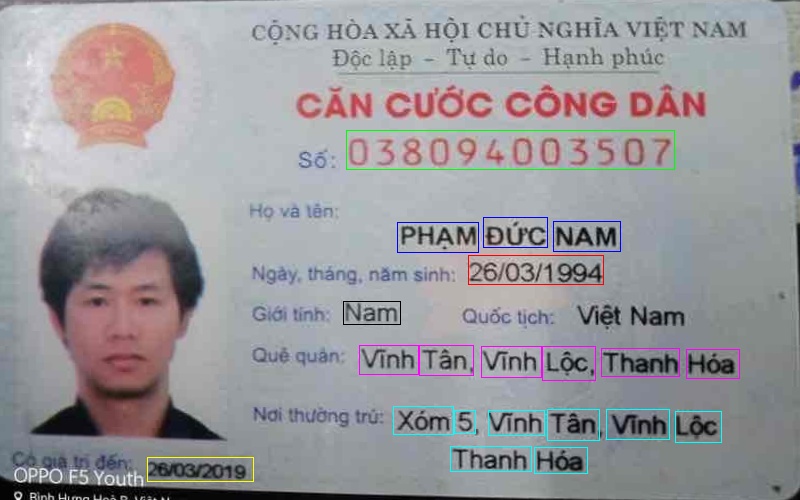 CỘNG HÒA XÃ HỘI CHỦ NGHĨA VIỆT NAM
Độc lập - Tự do - Hạnh phúc
CĂN CƯỚC CÔNG DÂN
Số: 038094003507
Họ và tên:
PHẠM ĐỨC NAM
Ngày, tháng, năm sinh: 26/03/1994
Giới tính: Nam Quốc tịch: Việt Nam
Quê quán: Vĩnh Tân, Vĩnh Lộc, Thanh Hóa
Nơi thường trú: Xóm 5, Vĩnh Tân, Vĩnh Lộc
Thanh Hóa
Có giá trị đến: 26/03/2019
OPPO F5 Youth
Bình Hưng Hoà B, Việt N